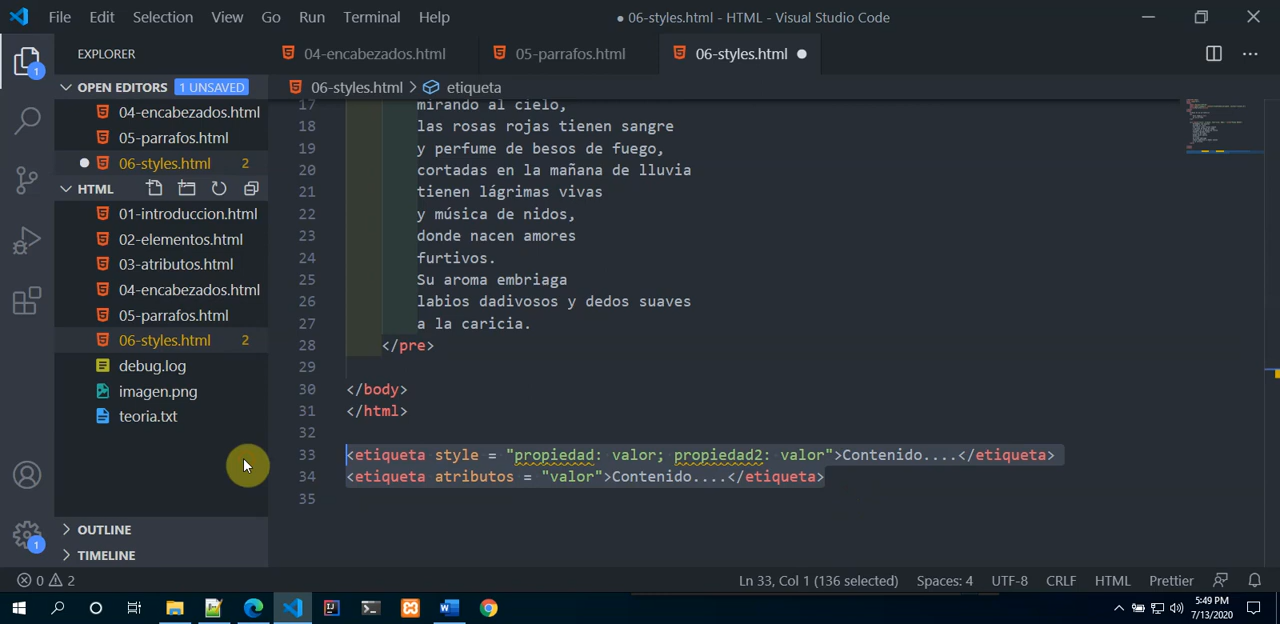 File Edit Selection View Go Run Terminal Help
● 06-styles.html - HTML - Visual Studio Code
EXPLORER
04-encabezados.html
05-parrafos.html
06-styles.html
OPEN EDITORS 1 UNSAVED
04-encabezados.html
05-parrafos.html
06-styles.html 2
HTML
01-introduccion.html
02-elementos.html
03-atributos.html
04-encabezados.html
05-parrafos.html
06-styles.html 2
debug.log
imagen.png
teoria.txt
OUTLINE
TIMELINE
1
1
06-styles.html > etiqueta
17 mirando al cielo,
18 las rosas rojas tienen sangre
19 y perfume de besos de fuego,
20 cortadas en la mañana de lluvia
21 tienen lágrimas vivas
22 y música de nidos,
23 donde nacen amores
24 furtivos.
25 Su aroma embriaga
26 labios dadivosos y dedos suaves
27 a la caricia.
28 </pre>
29
30 </body>
31 </html>
32
33 <etiqueta style = "propiedad: valor; propiedad2: valor">Contenido....</etiqueta>
34 <etiqueta atributos = "valor">Contenido....</etiqueta>
35
0 2
Ln 33, Col 1 (136 selected) Spaces: 4 UTF-8 CRLF HTML Prettier
5:49 PM
7/13/2020